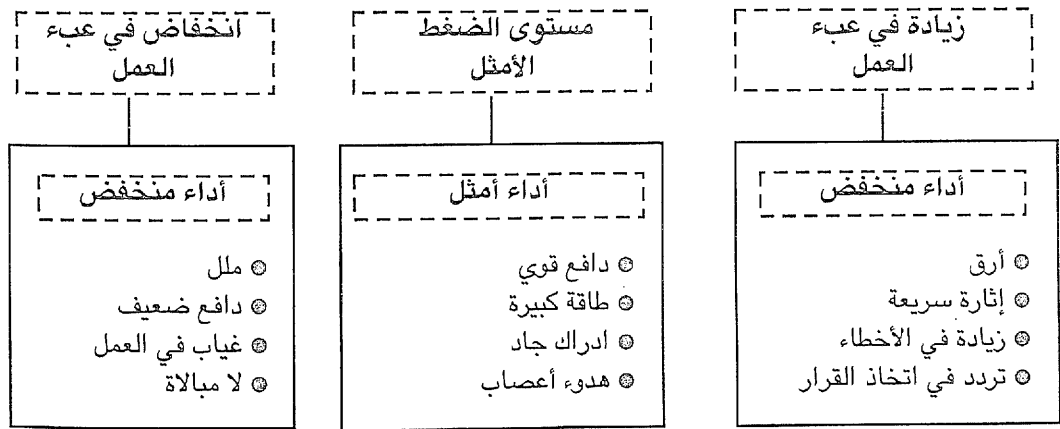 زيادة في عبء
العمل
أداء منخفض
أرق
إثارة سريعة
زيادة في الأخطاء
تردد في اتخاذ القرار
مستوى الضغط
الأمثل
أداء أمثل
دافع قوي
طاقة كبيرة
ادراك جاد
هدوء أعصاب
انخفاض في عبء
العمل
أداء منخفض
ملل
دافع ضعيف
غياب في العمل
لا مبالاة